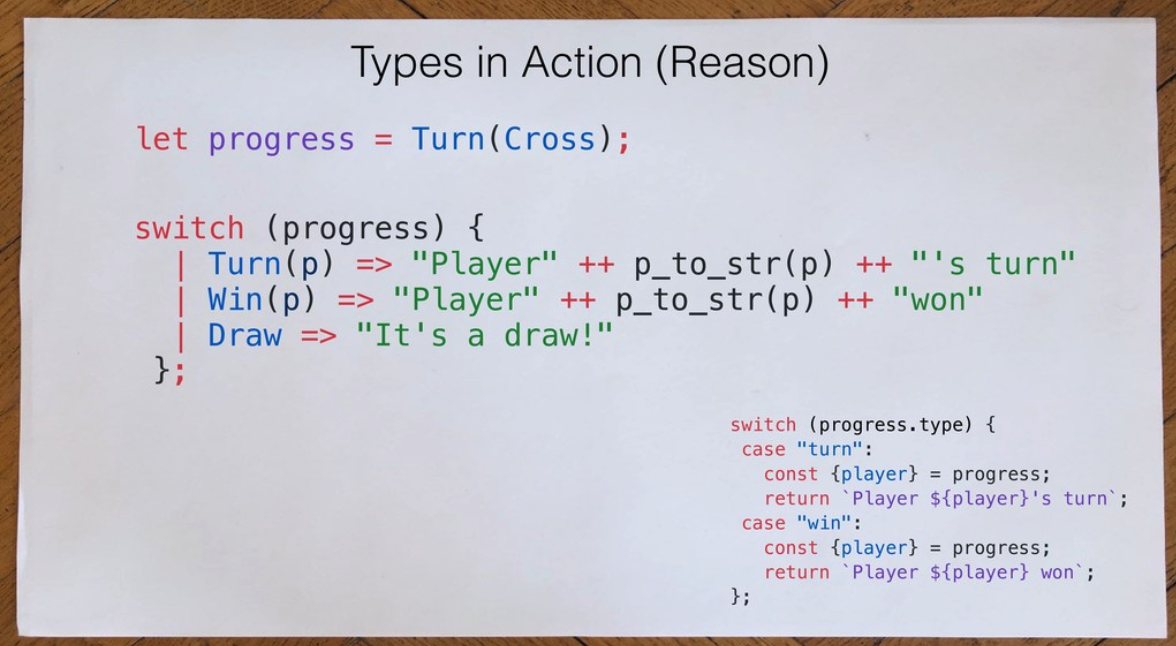 Types in Action (Reason)
let progress = Turn(Cross);
switch (progress) {
| Turn(p) => "Player" ++ p_to_str(p) ++ "'s turn"
| Win(p) => "Player" ++ p_to_str(p) ++ "won"
| Draw => "It's a draw!"
};
switch (progress.type) {
case "turn":
const {player} = progress;
return `Player ${player}'s turn`;
case "win":
const {player} = progress;
return `Player ${player} won`;
};